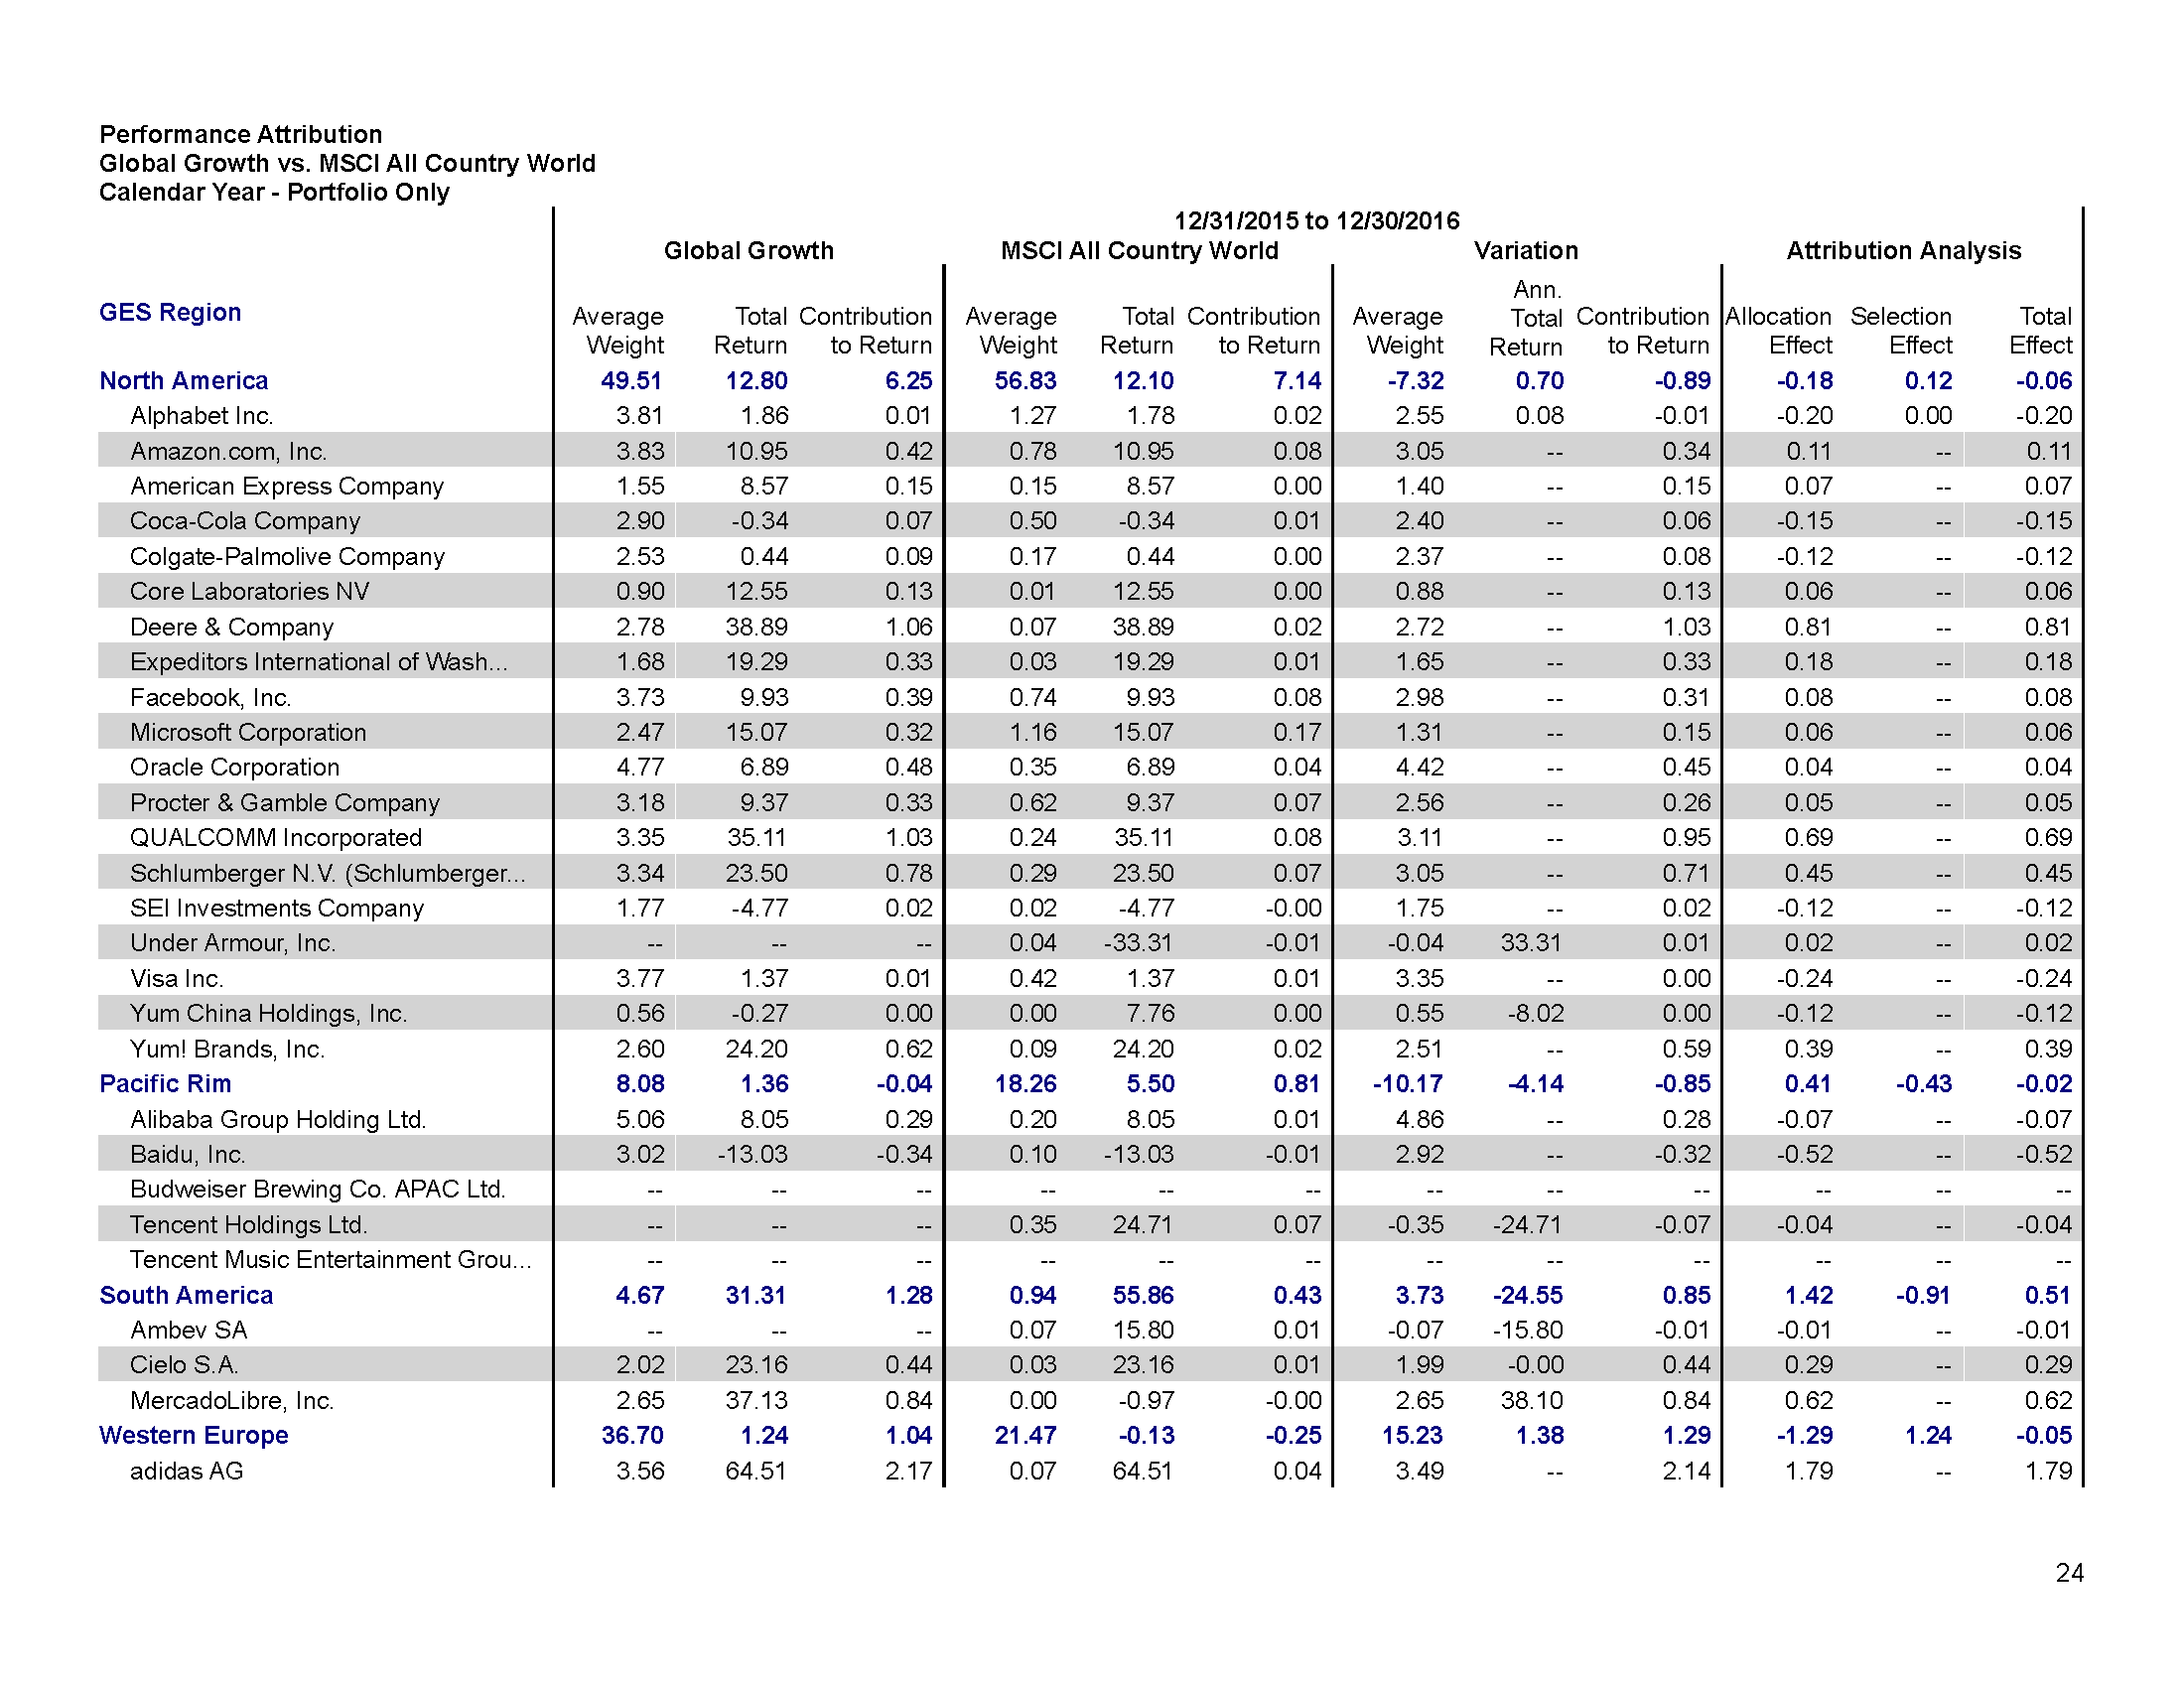 Performance Attribution
Global Growth vs. MSCI All Country World
Calendar Year - Portfolio Only
12/31/2015 to 12/30/2016
Global Growth MSCI All Country World Variation Attribution Analysis
GES Region Average Weight Total Return Contribution to Return Average Weight Total Return Contribution to Return Average Weight Ann. Total Return Contribution to Return Allocation Effect Selection Effect Total Effect
North America 49.51 12.80 6.25 56.83 12.10 7.14 -7.32 0.70 -0.89 -0.18 0.12 -0.06
Alphabet Inc. 3.81 1.86 0.01 1.27 1.78 0.02 2.55 0.08 -0.01 -0.20 0.00 -0.20
Amazon.com, Inc. 3.83 10.95 0.42 0.78 10.95 0.08 3.05 -- 0.34 0.11 -- 0.11
American Express Company 1.55 8.57 0.15 0.15 8.57 0.00 1.40 -- 0.15 0.07 -- 0.07
Coca-Cola Company 2.90 -0.34 0.07 0.50 -0.34 0.01 2.40 -- 0.06 -0.15 -- -0.15
Colgate-Palmolive Company 2.53 0.44 0.09 0.17 0.44 0.00 2.37 -- 0.08 -0.12 -- -0.12
Core Laboratories NV 0.90 12.55 0.13 0.01 12.55 0.00 0.88 -- 0.13 0.06 -- 0.06
Deere & Company 2.78 38.89 1.06 0.07 38.89 0.02 2.72 -- 1.03 0.81 -- 0.81
Expeditors International of Wash... 1.68 19.29 0.33 0.03 19.29 0.01 1.65 -- 0.33 0.18 -- 0.18
Facebook, Inc. 3.73 9.93 0.39 0.74 9.93 0.08 2.98 -- 0.31 0.08 -- 0.08
Microsoft Corporation 2.47 15.07 0.32 1.16 15.07 0.17 1.31 -- 0.15 0.06 -- 0.06
Oracle Corporation 4.77 6.89 0.48 0.35 6.89 0.04 4.42 -- 0.45 0.04 -- 0.04
Procter & Gamble Company 3.18 9.37 0.33 0.62 9.37 0.07 2.56 -- 0.26 0.05 -- 0.05
QUALCOMM Incorporated 3.35 35.11 1.03 0.24 35.11 0.08 3.11 -- 0.95 0.69 -- 0.69
Schlumberger N.V. (Schlumberger... 3.34 23.50 0.78 0.29 23.50 0.07 3.05 -- 0.71 0.45 -- 0.45
SEI Investments Company 1.77 -4.77 0.02 0.02 -4.77 -0.00 1.75 -- 0.02 -0.12 -- -0.12
Under Armour, Inc. -- -- -- 0.04 -33.31 -0.01 -0.04 33.31 0.01 0.02 -- 0.02
Visa Inc. 3.77 1.37 0.01 0.42 1.37 0.01 3.35 -- 0.00 -0.24 -- -0.24
Yum China Holdings, Inc. 0.56 -0.27 0.00 0.00 7.76 0.00 0.55 -8.02 0.00 -0.12 -- -0.12
Yum! Brands, Inc. 2.60 24.20 0.62 0.09 24.20 0.02 2.51 -- 0.59 0.39 -- 0.39
Pacific Rim 8.08 1.36 -0.04 18.26 5.50 0.81 -10.17 -4.14 -0.85 0.41 -0.43 -0.02
Alibaba Group Holding Ltd. 5.06 8.05 0.29 0.20 8.05 0.01 4.86 -- 0.28 -0.07 -- -0.07
Baidu, Inc. 3.02 -13.03 -0.34 0.10 -13.03 -0.01 2.92 -- -0.32 -0.52 -- -0.52
Budweiser Brewing Co. APAC Ltd. -- -- -- -- -- -- -- -- -- -- -- --
Tencent Holdings Ltd. -- -- -- 0.35 24.71 0.07 -0.35 -24.71 -0.07 -0.04 -- -0.04
Tencent Music Entertainment Grou... -- -- -- -- -- -- -- -- -- -- -- --
South America 4.67 31.31 1.28 0.94 55.86 0.43 3.73 -24.55 0.85 1.42 -0.91 0.51
Ambev SA -- -- -- 0.07 15.80 0.01 -0.07 -15.80 -0.01 -0.01 -- -0.01
Cielo S.A. 2.02 23.16 0.44 0.03 23.16 0.01 1.99 -0.00 0.44 0.29 -- 0.29
MercadoLibre, Inc. 2.65 37.13 0.84 0.00 -0.97 -0.00 2.65 38.10 0.84 0.62 -- 0.62
Western Europe 36.70 1.24 1.04 21.47 -0.13 -0.25 15.23 1.38 1.29 -1.29 1.24 -0.05
adidas AG 3.56 64.51 2.17 0.07 64.51 0.04 3.49 -- 2.14 1.79 -- 1.79
24